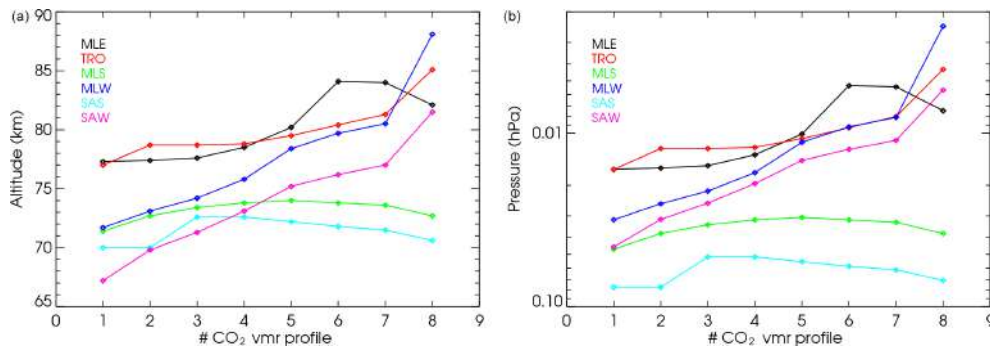 (a)
90
85
80
75
70
65
Altitude (km)
MLE
TRO
MLS
MLW
SAS
SAW
0 1 2 3 4 5 6 7 8 9
# CO₂ vmr profile
(b)
0.01
0.10
Pressure (hPa)
MLE
TRO
MLS
MLW
SAS
SAW
0 1 2 3 4 5 6 7 8 9
# CO₂ vmr profile